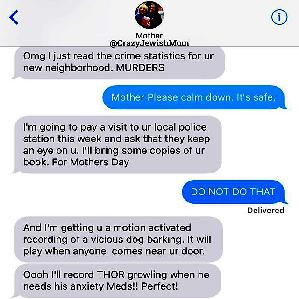 Mother
@CrazyJewishMom
Omg I just read the crime statistics for ur
new neighborhood. MURDERS
Mother Please calm down. It's safe.
I'm going to pay a visit to ur local police
station this week and ask that they keep
an eye on u. I'll bring some copies of ur
book. For Mothers Day
DO NOT DO THAT
Delivered
And I'm getting u a motion activated
recording of a vicious dog barking. It will
play when anyone comes near ur door.
Oooh I'll record THOR growling when he
needs his anxiety Meds!! Perfect!